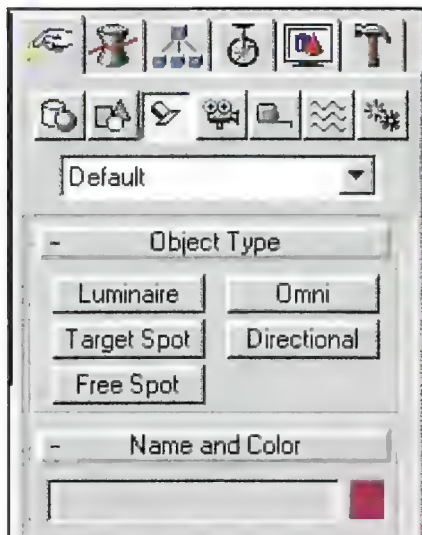 Default
- Object Type
Luminaire Omni
Target Spot Directional
Free Spot
- Name and Color